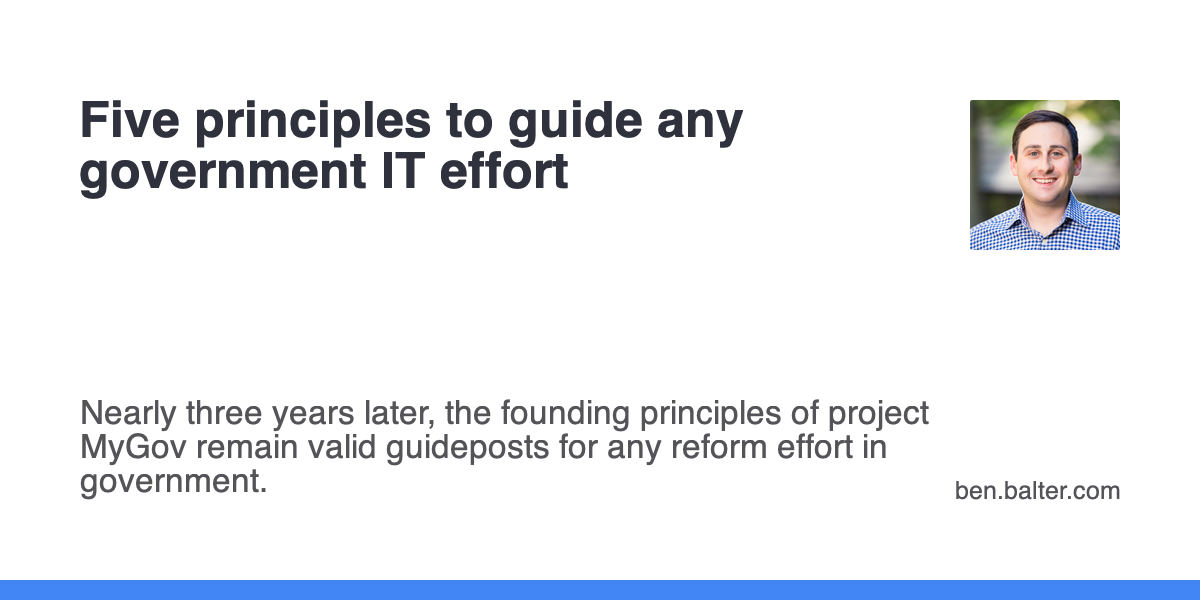 Five principles to guide any
government IT effort
Nearly three years later, the founding principles of project
MyGov remain valid guideposts for any reform effort in
government.
ben.balter.com